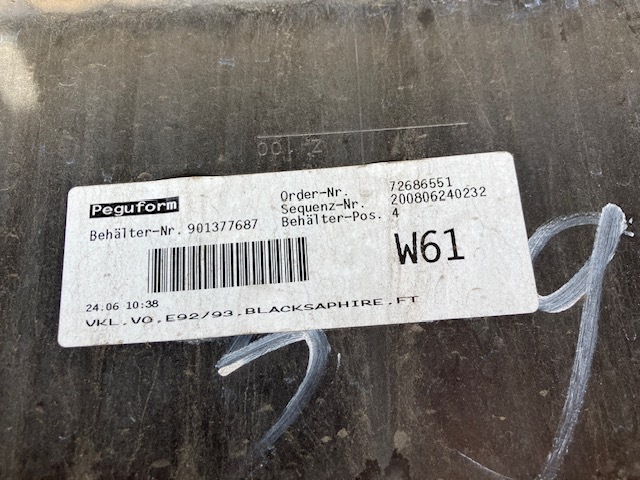 Peguform
Order-Nr. 72686551
Sequenz-Nr. 200806240232
Behälter-Nr. 901377687 Behälter-Pos. 4
W61
24.06 10:38
VKL.VO.E92/93.BLACKSAPHIRE.FT